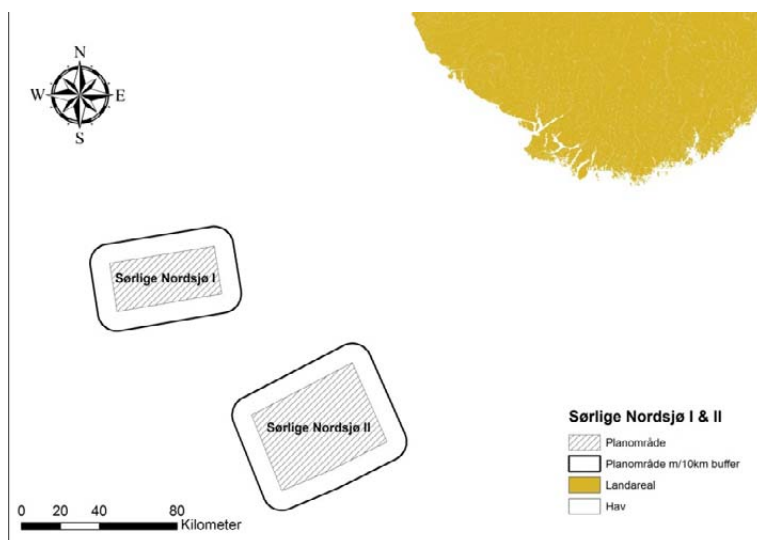 N
W E
S
Sørlige Nordsjø I
Sørlige Nordsjø II
Sørlige Nordsjø I & II
Planområde
Planområde m/10km buffer
Landareal
Hav
0 20 40 80
Kilometer